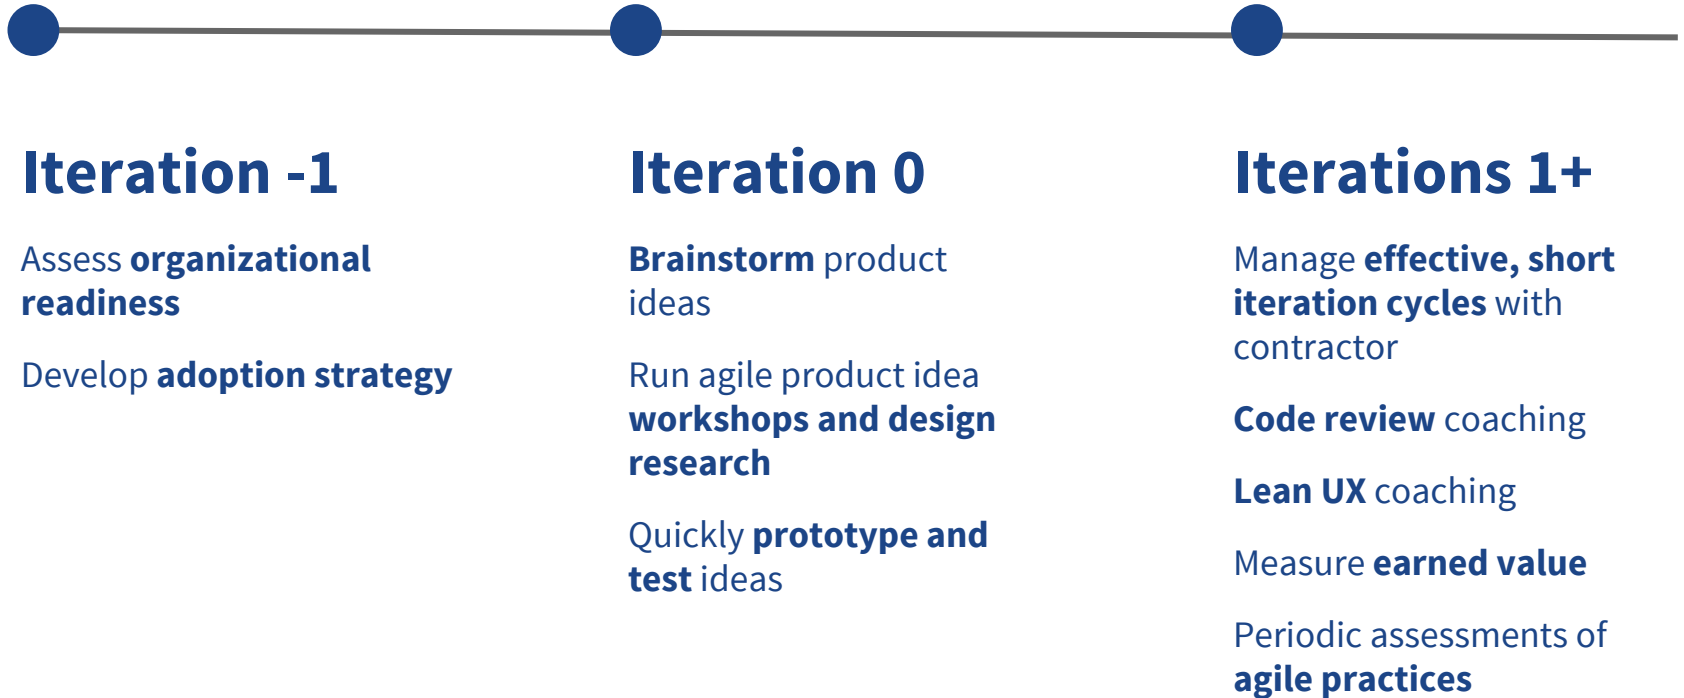 Iteration -1
Assess organizational
readiness
Develop adoption strategy
Iteration 0
Brainstorm product
ideas
Run agile product idea
workshops and design
research
Quickly prototype and
test ideas
Iterations 1+
Manage effective, short
iteration cycles with
contractor
Code review coaching
Lean UX coaching
Measure earned value
Periodic assessments of
agile practices